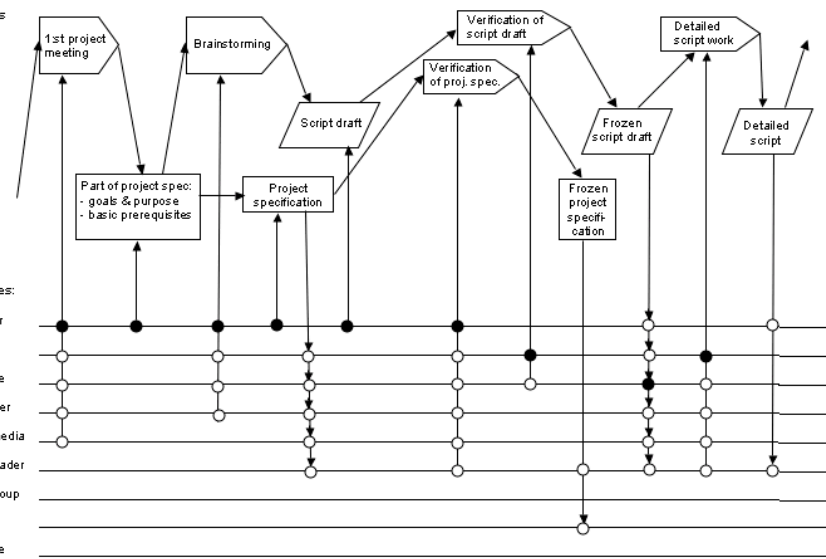 1st project
meeting
Brainstorming
Verification of
script draft
Verification
of proj. spec.
Detailed
script work
Script draft
Frozen
script draft
Detailed
script
Part of project spec:
- goals & purpose
- basic prerequisites
Project
specification
Frozen
project
specifi-
cation